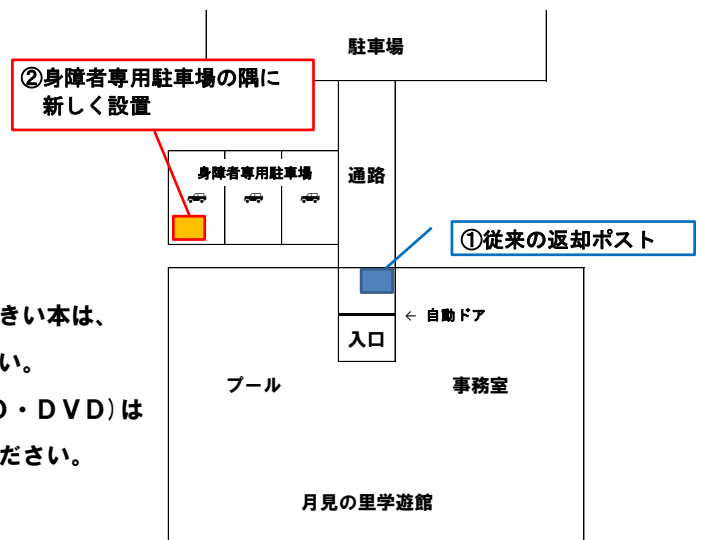 駐車場
②身障者専用駐車場の隅に
新しく設置
身障者専用駐車場
通路
①従来の返却ポスト
← 自動ドア
入口
きい本は、
い。
D・DVD)は
ださい。
プール
事務室
月見の里学遊館